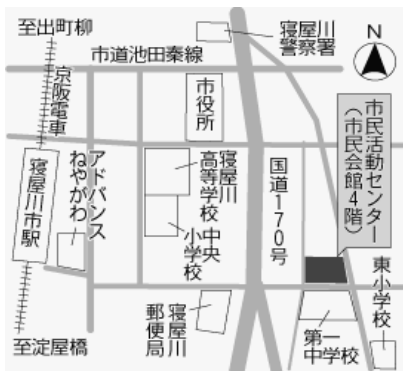 至出町柳
京阪電車
市道池田秦線
寝屋川
警察署
N
市役所
市民活動センター
(市民会館4階)
アドバンス
ねやがわ
寝屋川市駅
寝屋川
高等学校
中央
小学校
国道170号
東小学校
寝屋川
郵便局
第一
中学校
至淀屋橋